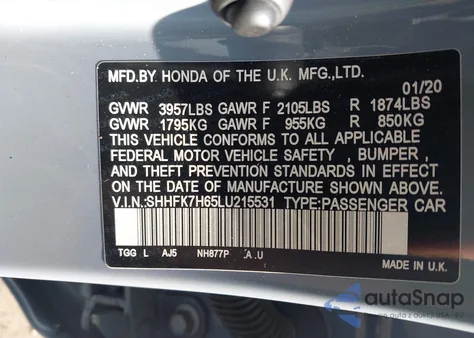 MFD.BY HONDA OF THE U.K. MFG.,LTD.
01/20
GVWR 3957LBS GAWR F 2105LBS R 1874LBS
GVWR 1795KG GAWR F 955KG R 850KG
THIS VEHICLE CONFORMS TO ALL APPLICABLE
FEDERAL MOTOR VEHICLE SAFETY , BUMPER ,
AND THEFT PREVENTION STANDARDS IN EFFECT
ON THE DATE OF MANUFACTURE SHOWN ABOVE.
V.I.N.:SHHFK7H65LU215531 TYPE:PASSENGER CAR
TGG L AJ5 NH877P A.U
MADE IN U.K.
autoSnap